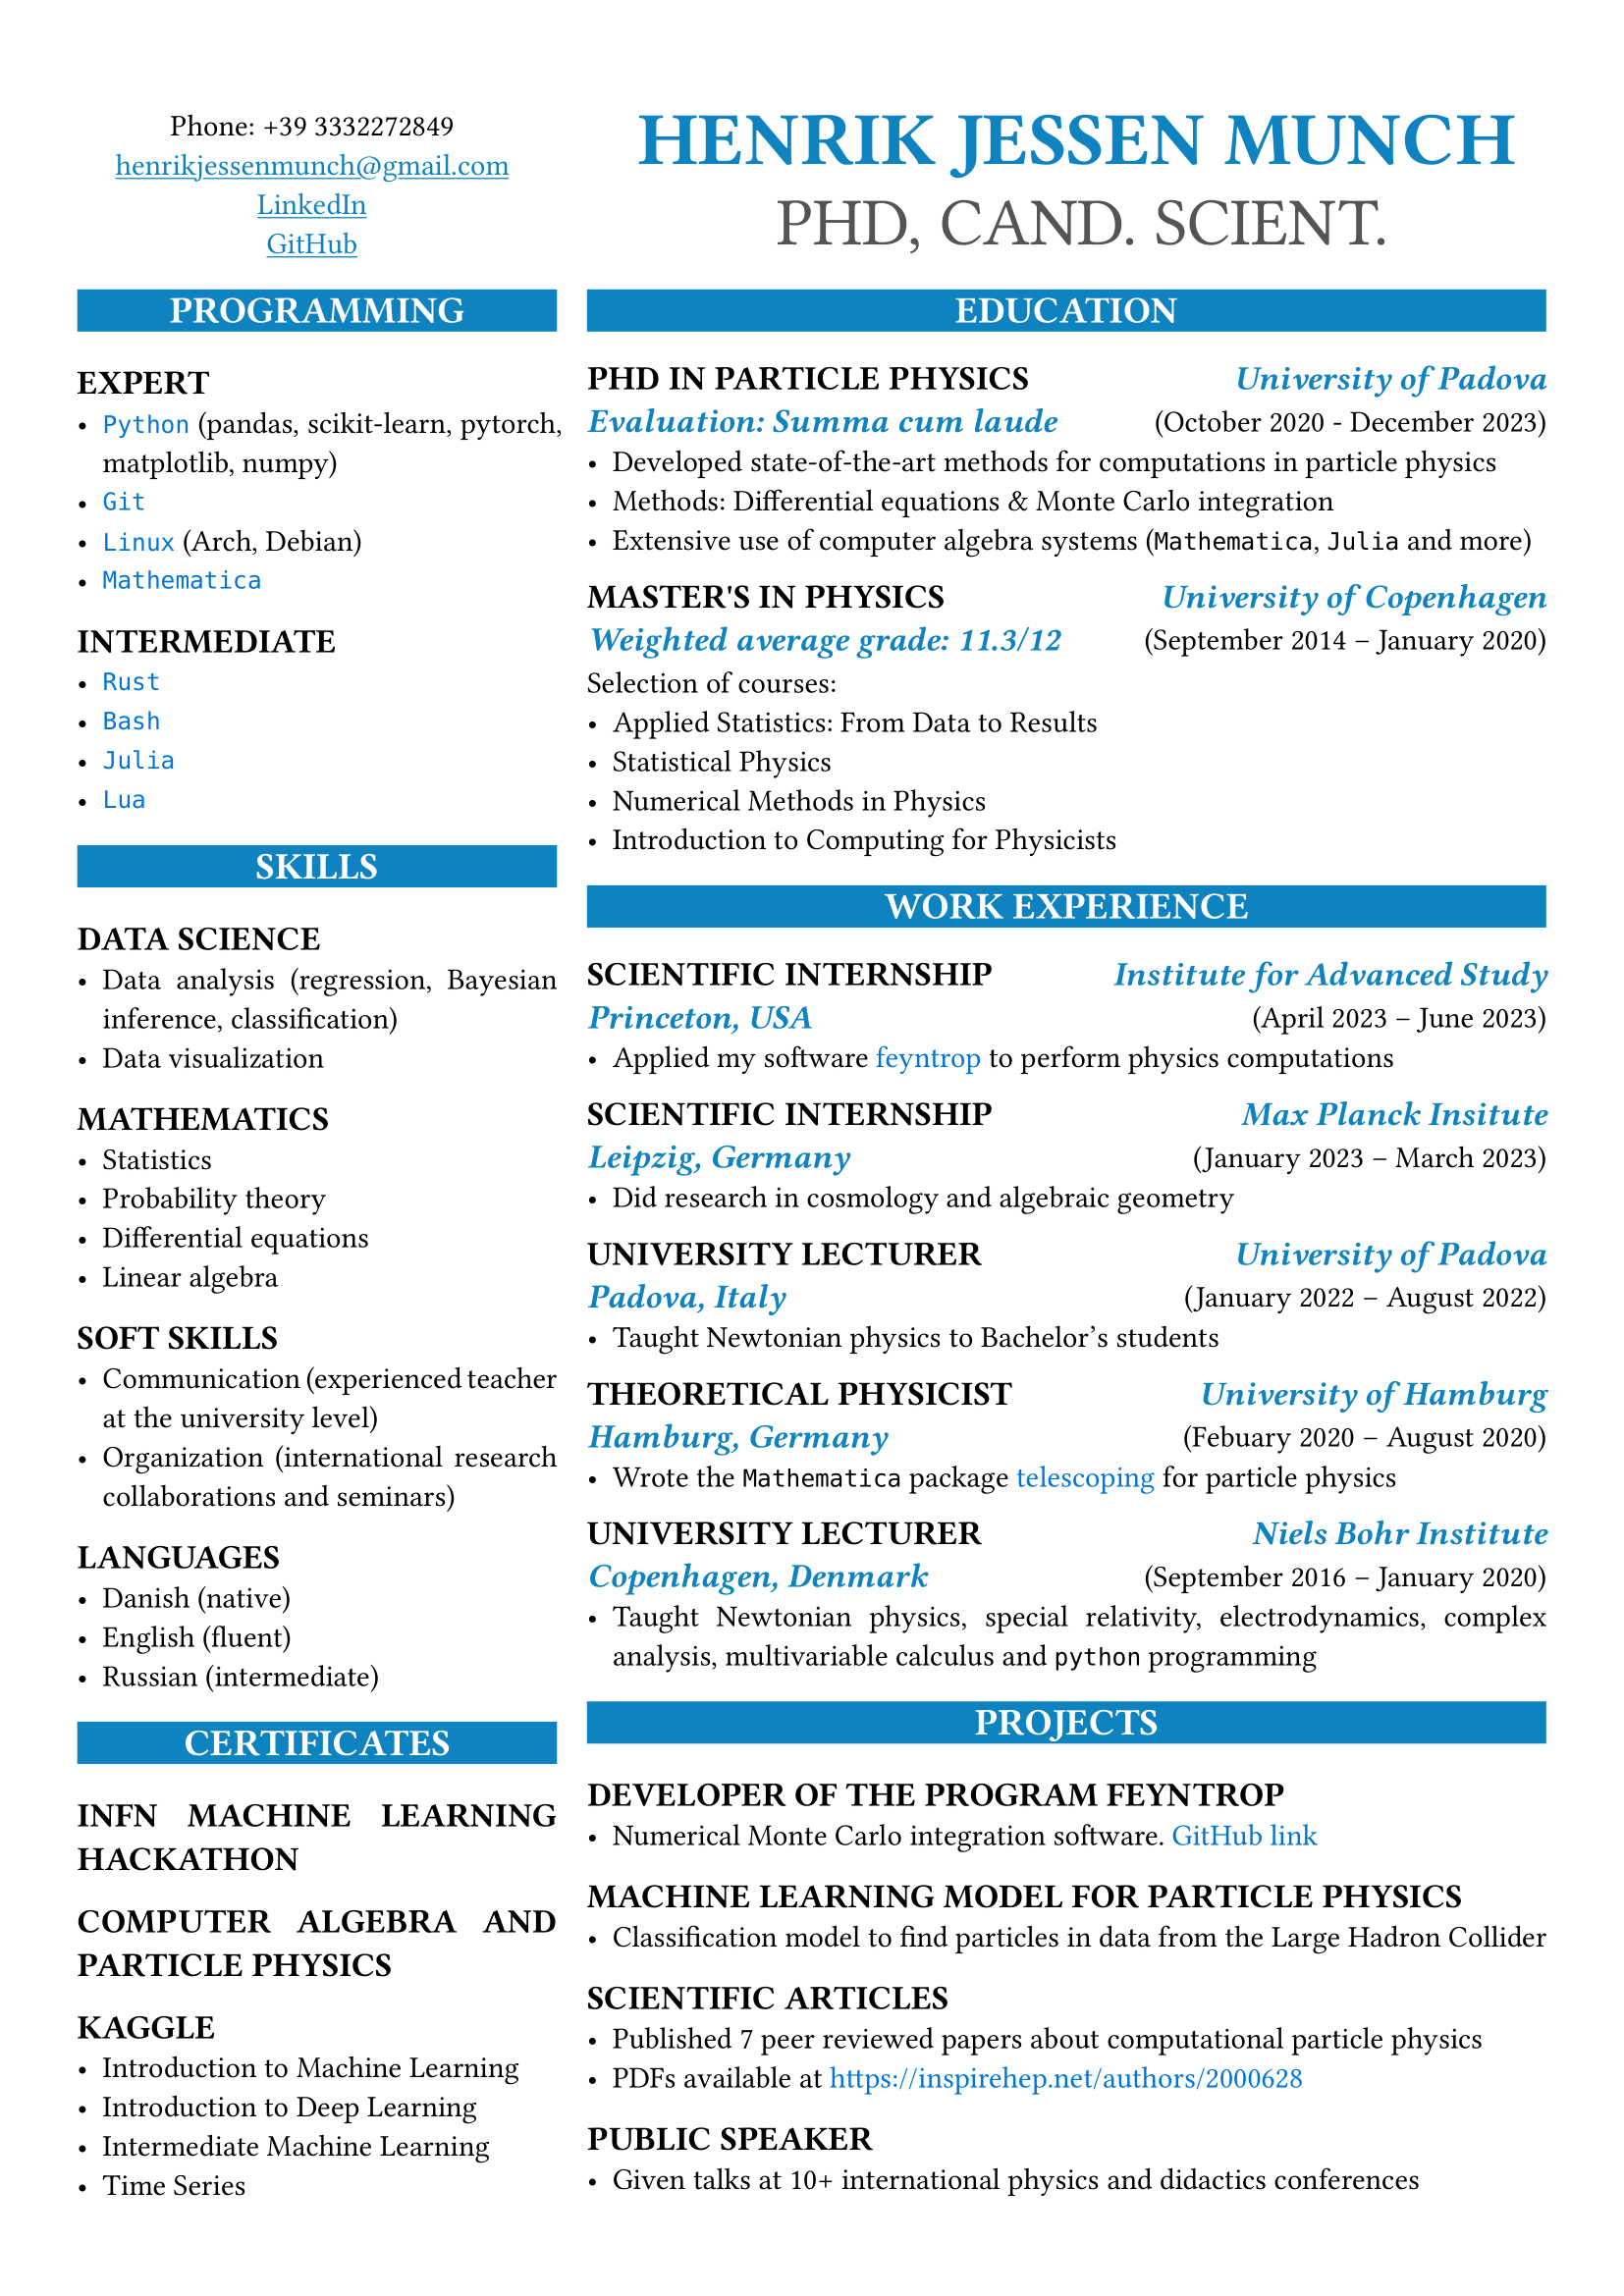 Phone: +39 3332272849
henrikjessenmunch@gmail.com
LinkedIn
GitHub
HENRIK JESSEN MUNCH
PHD, CAND. SCIENT.
PROGRAMMING
EXPERT
• Python (pandas, scikit-learn, pytorch,
matplotlib, numpy)
• Git
• Linux (Arch, Debian)
• Mathematica
INTERMEDIATE
• Rust
• Bash
• Julia
• Lua
SKILLS
DATA SCIENCE
• Data analysis (regression, Bayesian
inference, classification)
• Data visualization
MATHEMATICS
• Statistics
• Probability theory
• Differential equations
• Linear algebra
SOFT SKILLS
• Communication (experienced teacher
at the university level)
• Organization (international research
collaborations and seminars)
LANGUAGES
• Danish (native)
• English (fluent)
• Russian (intermediate)
CERTIFICATES
INFN MACHINE LEARNING
HACKATHON
COMPUTER ALGEBRA AND
PARTICLE PHYSICS
KAGGLE
• Introduction to Machine Learning
• Introduction to Deep Learning
• Intermediate Machine Learning
• Time Series
EDUCATION
PHD IN PARTICLE PHYSICS University of Padova
Evaluation: Summa cum laude (October 2020 - December 2023)
• Developed state-of-the-art methods for computations in particle physics
• Methods: Differential equations & Monte Carlo integration
• Extensive use of computer algebra systems (Mathematica, Julia and more)
MASTER'S IN PHYSICS University of Copenhagen
Weighted average grade: 11.3/12 (September 2014 – January 2020)
Selection of courses:
• Applied Statistics: From Data to Results
• Statistical Physics
• Numerical Methods in Physics
• Introduction to Computing for Physicists
WORK EXPERIENCE
SCIENTIFIC INTERNSHIP Institute for Advanced Study
Princeton, USA (April 2023 – June 2023)
• Applied my software feyntrop to perform physics computations
SCIENTIFIC INTERNSHIP Max Planck Insitute
Leipzig, Germany (January 2023 – March 2023)
• Did research in cosmology and algebraic geometry
UNIVERSITY LECTURER University of Padova
Padova, Italy (January 2022 – August 2022)
• Taught Newtonian physics to Bachelor’s students
THEORETICAL PHYSICIST University of Hamburg
Hamburg, Germany (Febuary 2020 – August 2020)
• Wrote the Mathematica package telescoping for particle physics
UNIVERSITY LECTURER Niels Bohr Institute
Copenhagen, Denmark (September 2016 – January 2020)
• Taught Newtonian physics, special relativity, electrodynamics, complex
analysis, multivariable calculus and python programming
PROJECTS
DEVELOPER OF THE PROGRAM FEYNTROP
• Numerical Monte Carlo integration software. GitHub link
MACHINE LEARNING MODEL FOR PARTICLE PHYSICS
• Classification model to find particles in data from the Large Hadron Collider
SCIENTIFIC ARTICLES
• Published 7 peer reviewed papers about computational particle physics
• PDFs available at https://inspirehep.net/authors/2000628
PUBLIC SPEAKER
• Given talks at 10+ international physics and didactics conferences